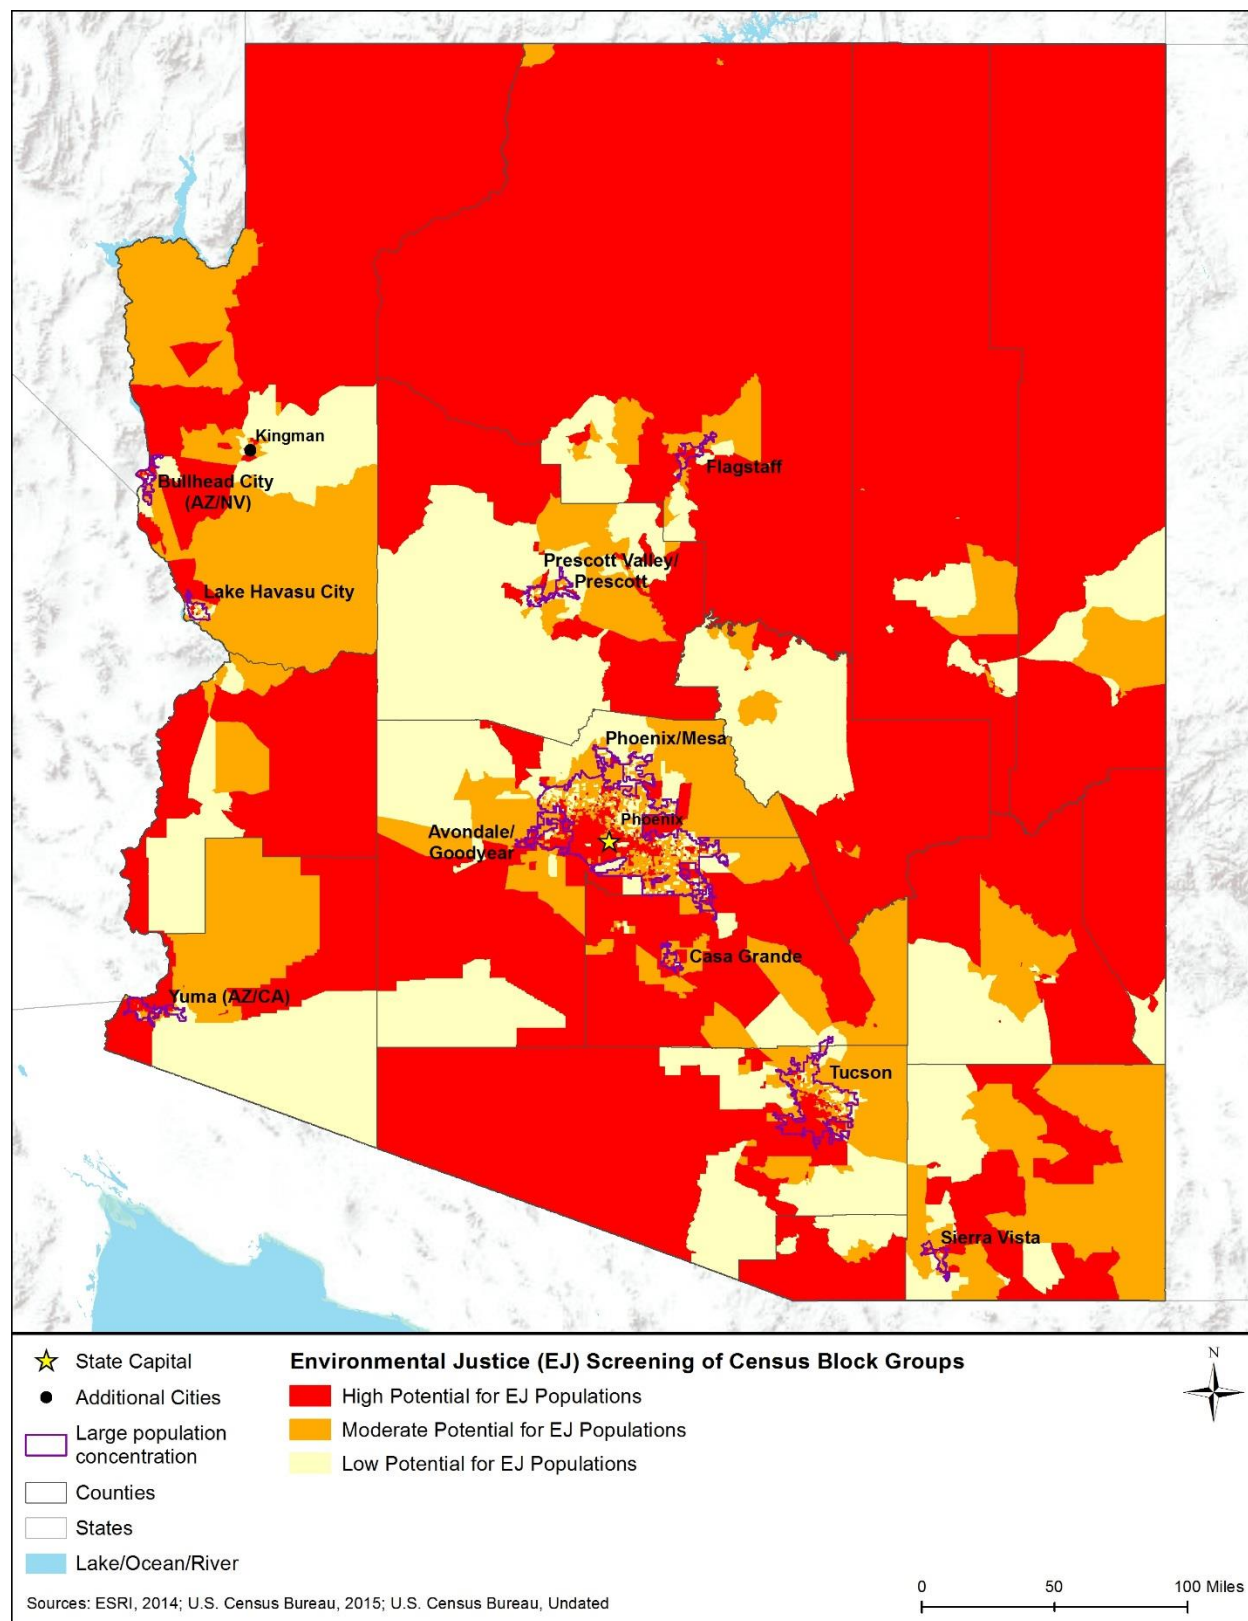 Kingman
Flagstaff
Bullhead City
(AZ/NV)
Prescott Valley/
Prescott
Lake Havasu City
Phoenix/Mesa
Phoenix
Avondale/
Goodyear
Casa Grande
Yuma (AZ/CA)
Tucson
Sierra Vista
State Capital
Additional Cities
Large population
concentration
Counties
States
Lake/Ocean/River
Environmental Justice (EJ) Screening of Census Block Groups
High Potential for EJ Populations
Moderate Potential for EJ Populations
Low Potential for EJ Populations
N
0 50 100 Miles
Sources: ESRI, 2014; U.S. Census Bureau, 2015; U.S. Census Bureau, Undated